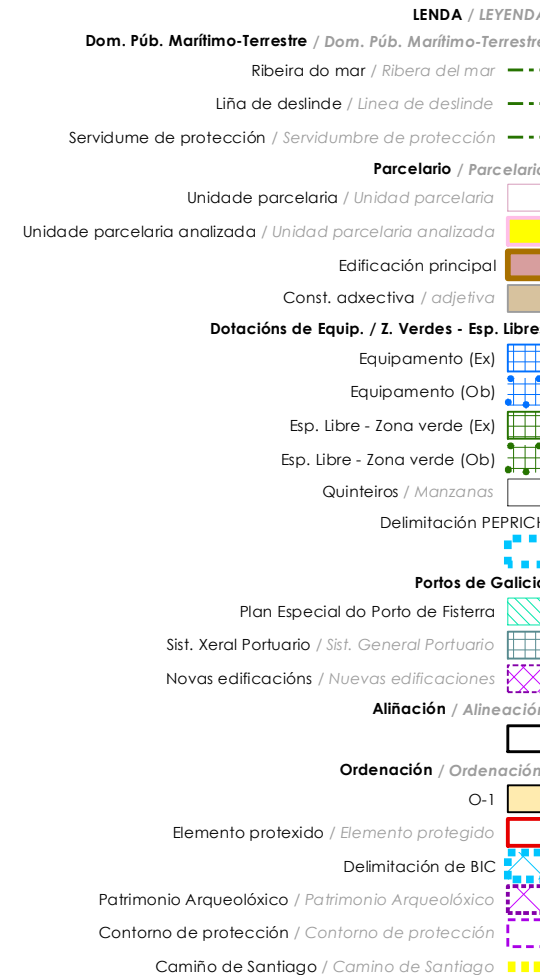 LENDA / LEYENDA
Dom. Púb. Marítimo-Terrestre / Dom. Púb. Marítimo-Terrestre
Ribeira do mar / Ribera del mar
Liña de deslinde / Linea de deslinde
Servidume de protección / Servidumbre de protección
Parcelario / Parcelario
Unidade parcelaria / Unidad parcelaria
Unidade parcelaria analizada / Unidad parcelaria analizada
Edificación principal
Const. adxectiva / adjetiva
Dotacións de Equip. / Z. Verdes - Esp. Libres
Equipamento (Ex)
Equipamento (Ob)
Esp. Libre - Zona verde (Ex)
Esp. Libre - Zona verde (Ob)
Quinteiros / Manzanas
Delimitación PEPRICH
Portos de Galicia
Plan Especial do Porto de Fisterra
Sist. Xeral Portuario / Sist. General Portuario
Novas edificacións / Nuevas edificaciones
Aliñación / Alineación
Ordenación / Ordenación
O-1
Elemento protexido / Elemento protegido
Delimitación de BIC
Patrimonio Arqueolóxico / Patrimonio Arqueolóxico
Contorno de protección / Contorno de protección
Camiño de Santiago / Camino de Santiago